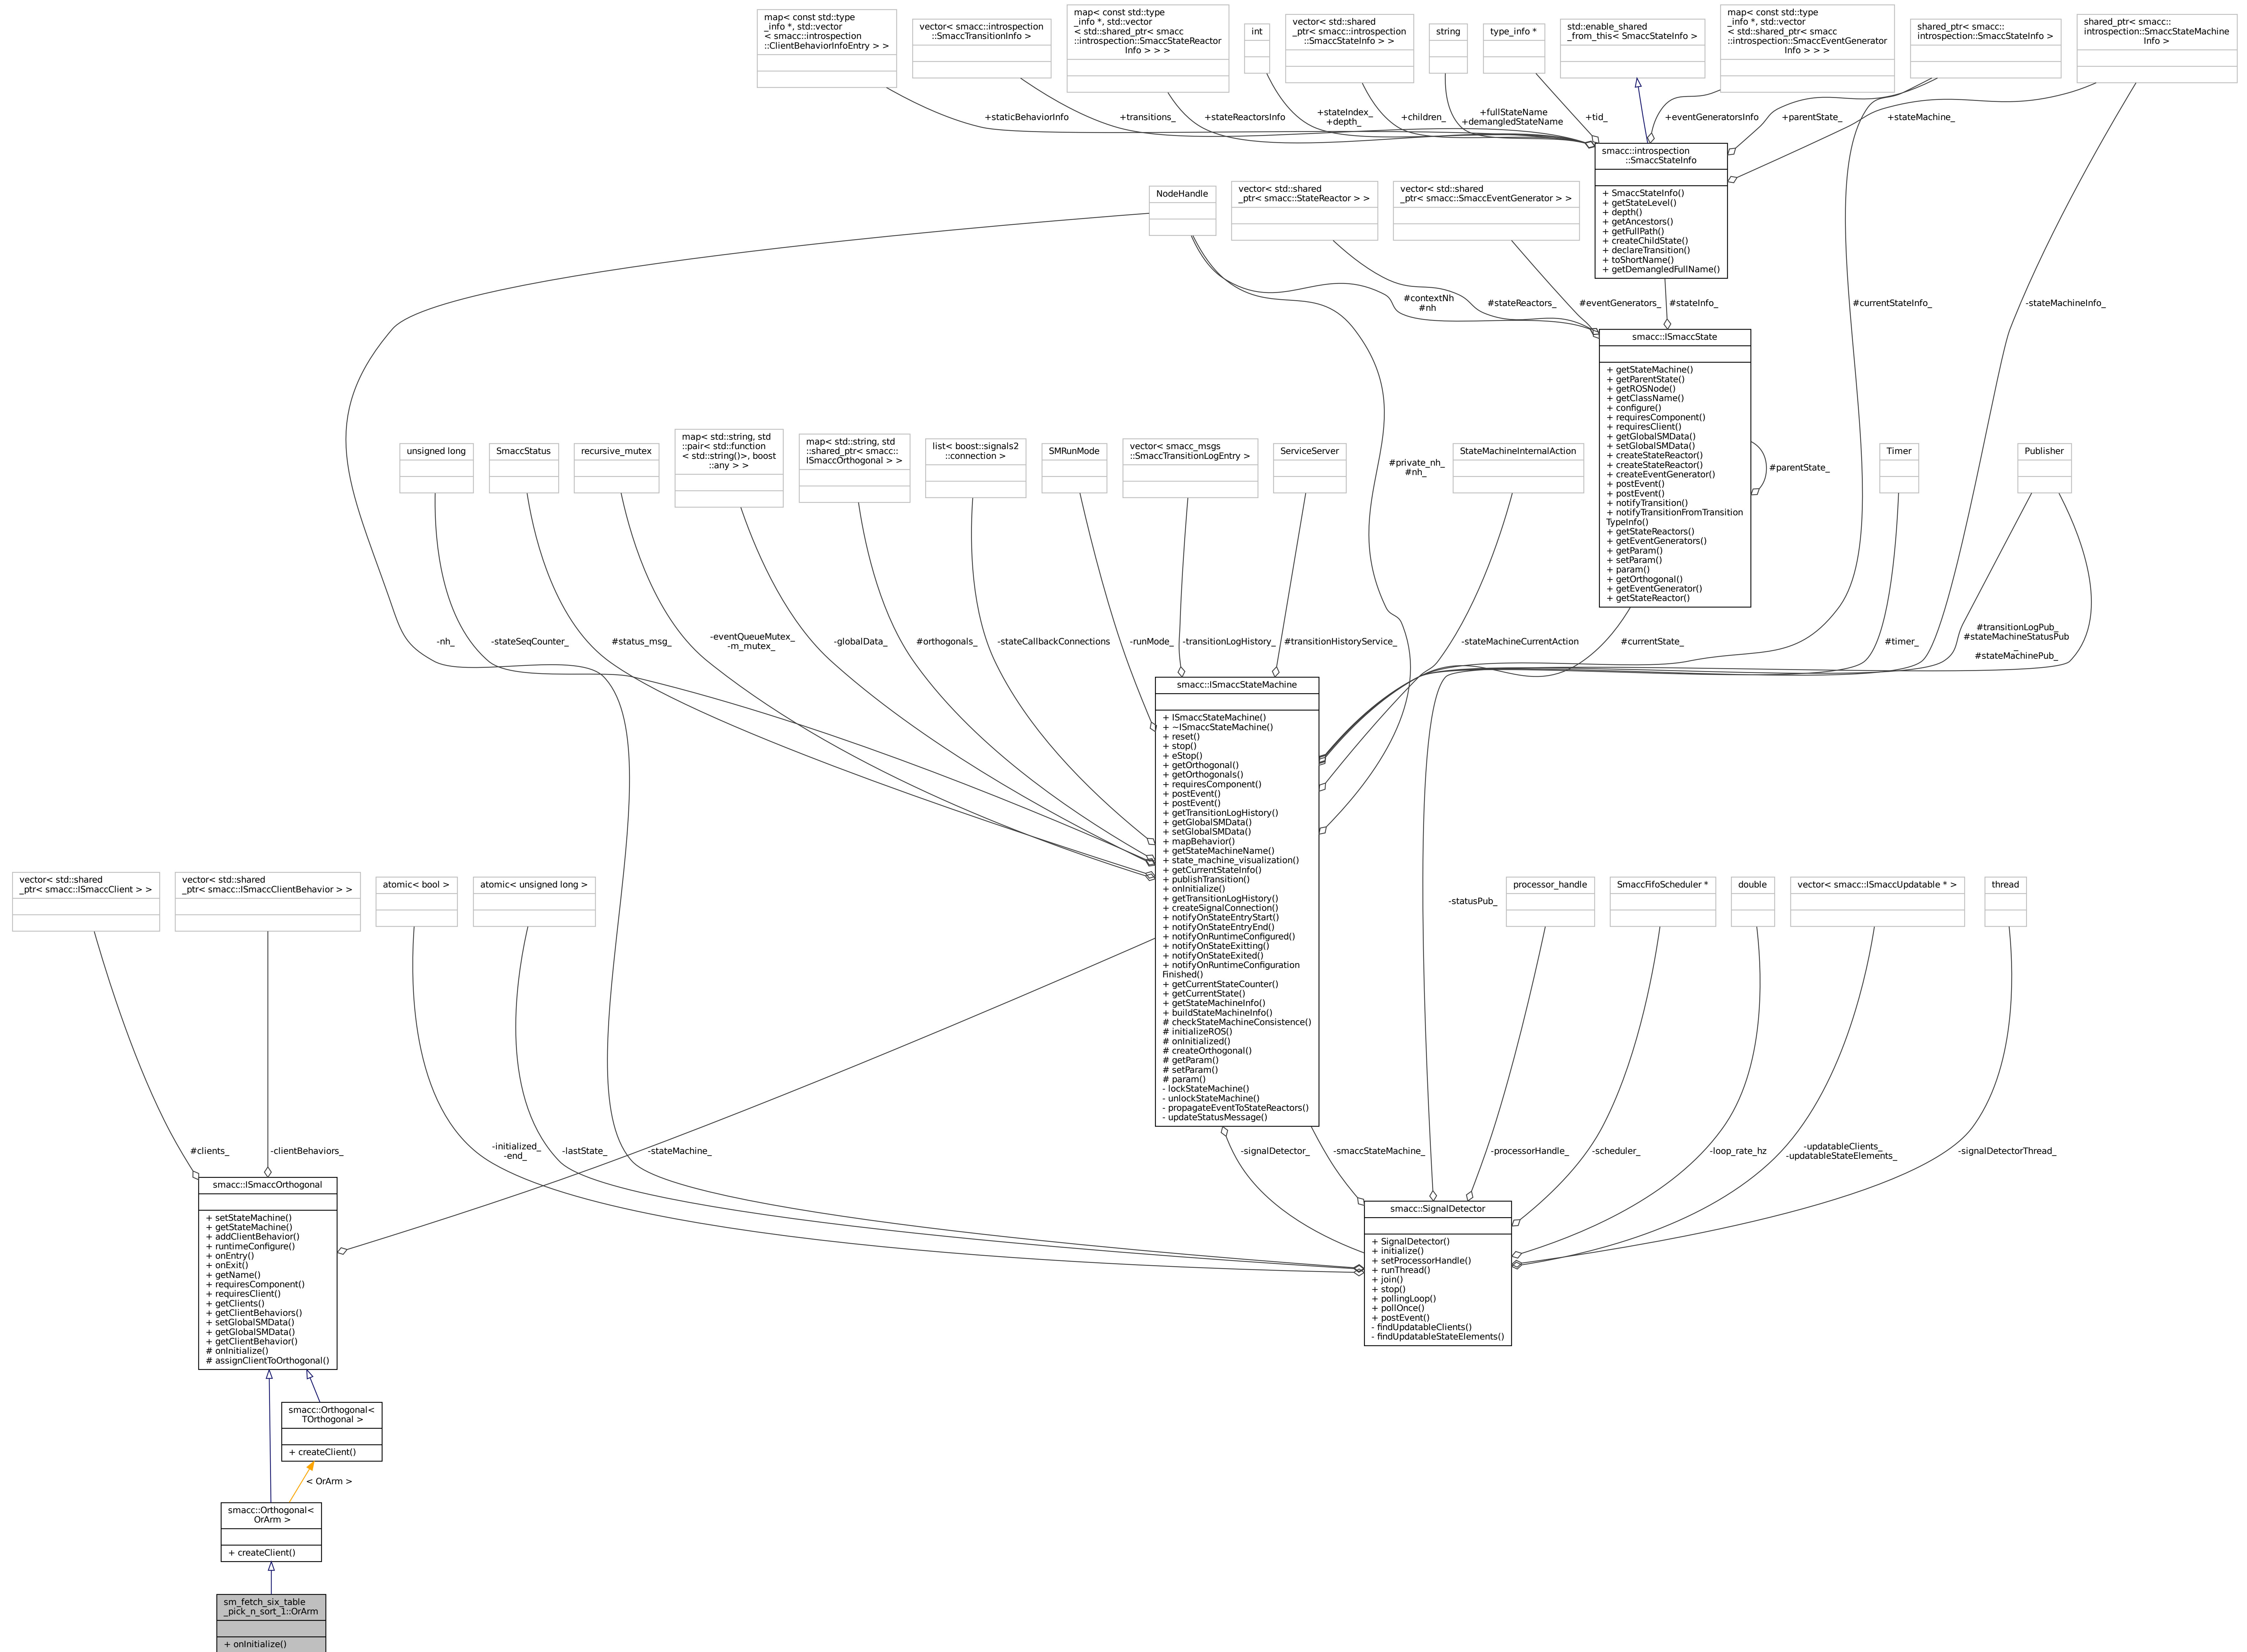 map< const std::type
_info *, std::vector
< smacc::introspection
::ClientBehaviorInfoEntry > >
vector< smacc::introspection
::SmaccTransitionInfo >
map< const std::type
_info *, std::vector
< std::shared_ptr< smacc
::introspection::SmaccStateReactor
Info > > >
int
vector< std::shared
_ptr< smacc::introspection
::SmaccStateInfo > >
string
type_info *
std::enable_shared
_from_this< SmaccStateInfo >
map< const std::type
_info *, std::vector
< std::shared_ptr< smacc
::introspection::SmaccEventGenerator
Info > > >
shared_ptr< smacc::
introspection::SmaccStateInfo >
shared_ptr< smacc::
introspection::SmaccStateMachine
Info >
+staticBehaviorInfo
+transitions_
+stateReactorsInfo
+stateIndex_
+depth_
+children_
+fullStateName
+demangledStateName
+tid_
+eventGeneratorsInfo
+parentState_
+stateMachine_
smacc::introspection
::SmaccStateInfo
+ SmaccStateInfo()
+ getStateLevel()
+ depth()
+ getAncestors()
+ getFullPath()
+ createChildState()
+ declareTransition()
+ toShortName()
+ getDemangledFullName()
NodeHandle
vector< std::shared
_ptr< smacc::StateReactor > >
vector< std::shared
_ptr< smacc::SmaccEventGenerator > >
#contextNh
#nh
#stateReactors_
#eventGenerators_
#stateInfo_
#currentStateInfo_
-stateMachineInfo_
smacc::ISmaccState
+ getStateMachine()
+ getParentState()
+ getROSNode()
+ getClassName()
+ configure()
+ requiresComponent()
+ requiresClient()
+ getGlobalSMData()
+ setGlobalSMData()
+ createStateReactor()
+ createStateReactor()
+ createEventGenerator()
+ postEvent()
+ postEvent()
+ notifyTransition()
+ notifyTransitionFromTransition
TypeInfo()
+ getStateReactors()
+ getEventGenerators()
+ getParam()
+ setParam()
+ param()
+ getOrthogonal()
+ getEventGenerator()
+ getStateReactor()
#parentState_
unsigned long
SmaccStatus
recursive_mutex
map< std::string, std
::pair< std::function
< std::string()>, boost
::any > >
map< std::string, std
::shared_ptr< smacc::
ISmaccOrthogonal > >
list< boost::signals2
::connection >
SMRunMode
vector< smacc_msgs
::SmaccTransitionLogEntry >
ServiceServer
#private_nh_
#nh_
StateMachineInternalAction
Timer
Publisher
-nh_
-stateSeqCounter_
#status_msg_
-eventQueueMutex_
-m_mutex_
-globalData_
#orthogonals_
-stateCallbackConnections
-runMode_
-transitionLogHistory_
#transitionHistoryService_
-stateMachineCurrentAction
#currentState_
#timer_
#transitionLogPub_
#stateMachineStatusPub
_
#stateMachinePub_
smacc::ISmaccStateMachine
+ ISmaccStateMachine()
+ ~ISmaccStateMachine()
+ reset()
+ stop()
+ eStop()
+ getOrthogonal()
+ getOrthogonals()
+ requiresComponent()
+ postEvent()
+ postEvent()
+ getTransitionLogHistory()
+ getGlobalSMData()
+ setGlobalSMData()
+ mapBehavior()
+ getStateMachineName()
+ state_machine_visualization()
+ getCurrentStateInfo()
+ publishTransition()
+ onInitialize()
+ getTransitionLogHistory()
+ createSignalConnection()
+ notifyOnStateEntryStart()
+ notifyOnStateEntryEnd()
+ notifyOnRuntimeConfigured()
+ notifyOnStateExitting()
+ notifyOnStateExited()
+ notifyOnRuntimeConfiguration
Finished()
+ getCurrentStateCounter()
+ getCurrentState()
+ getStateMachineInfo()
+ buildStateMachineInfo()
# checkStateMachineConsistence()
# initializeROS()
# onInitialized()
# createOrthogonal()
# getParam()
# setParam()
# param()
- lockStateMachine()
- unlockStateMachine()
- propagateEventToStateReactors()
- updateStatusMessage()
vector< std::shared
_ptr< smacc::ISmaccClient > >
vector< std::shared
_ptr< smacc::ISmaccClientBehavior > >
atomic< bool >
atomic< unsigned long >
-statusPub_
processor_handle
SmaccFifoScheduler *
double
vector< smacc::ISmaccUpdatable * >
thread
#clients_
-clientBehaviors_
-initialized_
-end_
-lastState_
-stateMachine_
-signalDetector_
-smaccStateMachine_
-processorHandle_
-scheduler_
-loop_rate_hz
-updatableClients_
-updatableStateElements_
-signalDetectorThread_
smacc::ISmaccOrthogonal
+ setStateMachine()
+ getStateMachine()
+ addClientBehavior()
+ runtimeConfigure()
+ onEntry()
+ onExit()
+ getName()
+ requiresComponent()
+ requiresClient()
+ getClients()
+ getClientBehaviors()
+ setGlobalSMData()
+ getGlobalSMData()
+ getClientBehavior()
# onInitialize()
# assignClientToOrthogonal()
smacc::SignalDetector
+ SignalDetector()
+ initialize()
+ setProcessorHandle()
+ runThread()
+ join()
+ stop()
+ pollingLoop()
+ pollOnce()
+ postEvent()
- findUpdatableClients()
- findUpdatableStateElements()
smacc::Orthogonal<
TOrthogonal >
+ createClient()
< OrArm >
smacc::Orthogonal<
OrArm >
+ createClient()
sm_fetch_six_table
_pick_n_sort_1::OrArm
+ onInitialize()